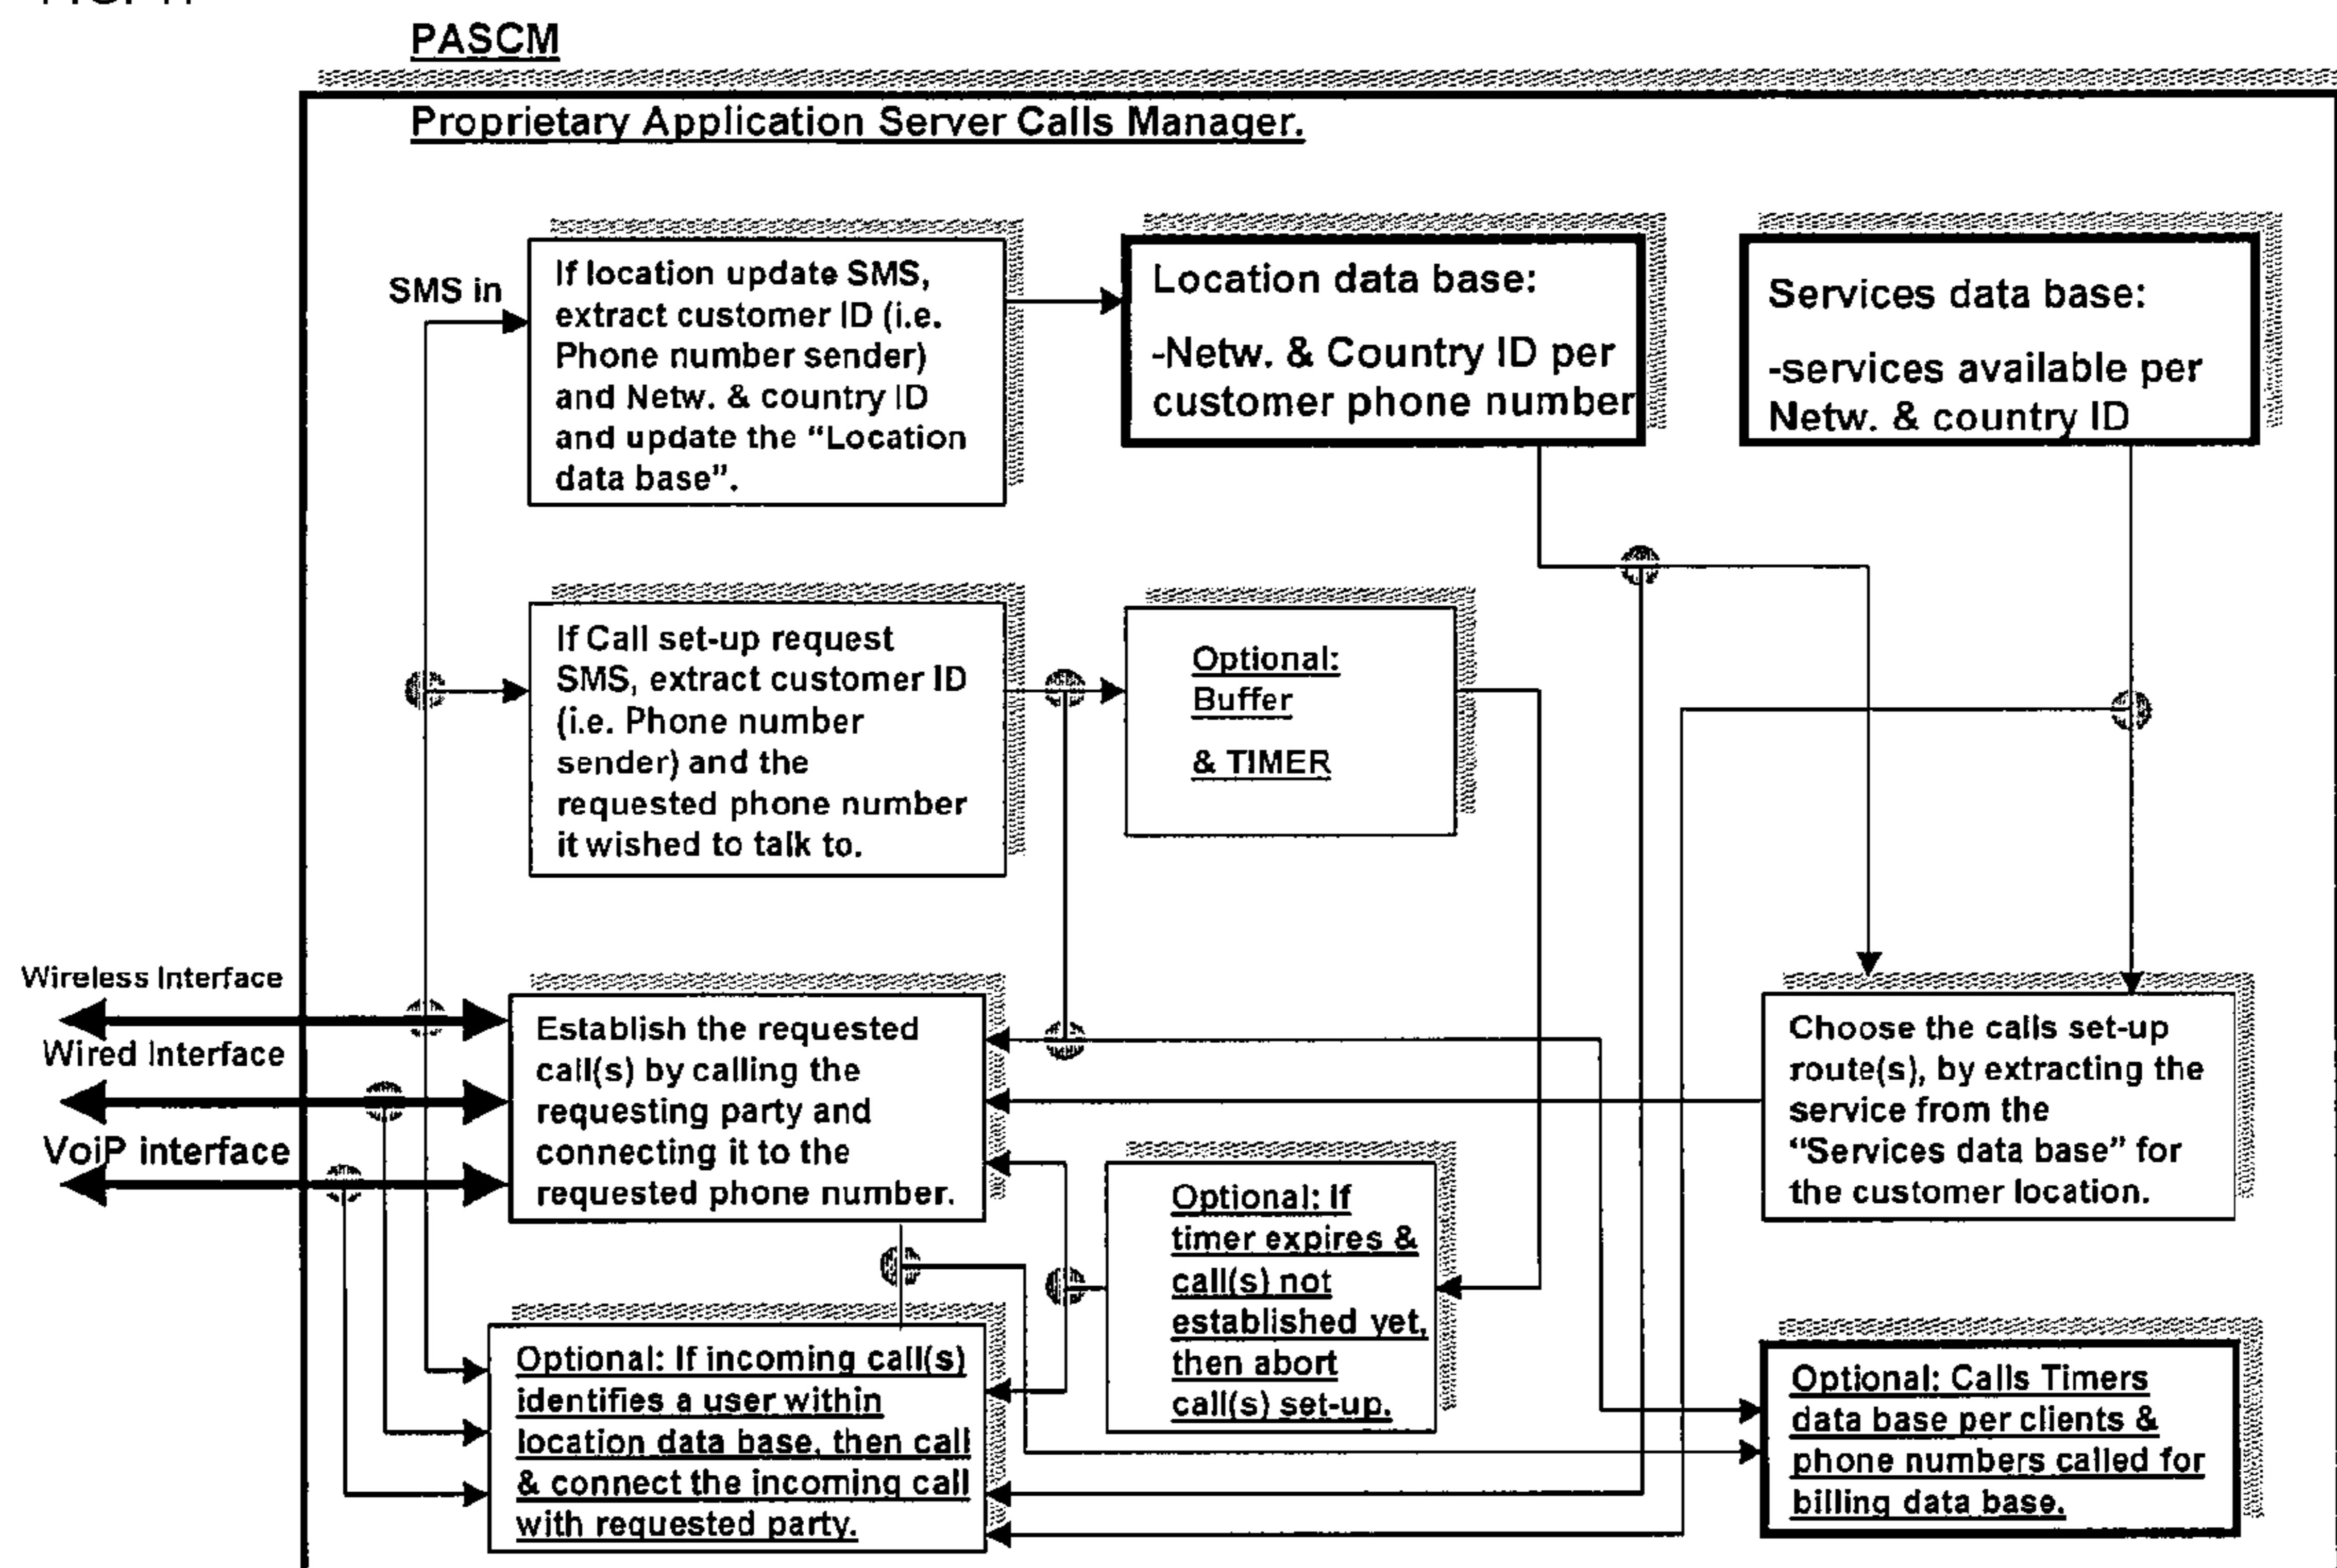 PASCM
Proprietary Application Server Calls Manager.
SMS in
If location update SMS,
extract customer ID (i.e.
Phone number sender)
and Netw. & country ID
and update the “Location
data base”.
Location data base:
-Netw. & Country ID per
customer phone number
Services data base:
-services available per
Netw. & country ID
If Call set-up request
SMS, extract customer ID
(i.e. Phone number
sender) and the
requested phone number
it wished to talk to.
Optional:
Buffer
& TIMER
Wireless Interface
Wired Interface
VoiP interface
Establish the requested
call(s) by calling the
requesting party and
connecting it to the
requested phone number.
Choose the calls set-up
route(s), by extracting the
service from the
“Services data base” for
the customer location.
Optional: If
timer expires &
call(s) not
established yet,
then abort
call(s) set-up.
Optional: If incoming call(s)
identifies a user within
location data base, then call
& connect the incoming call
with requested party.
Optional: Calls Timers
data base per clients &
phone numbers called for
billing data base.